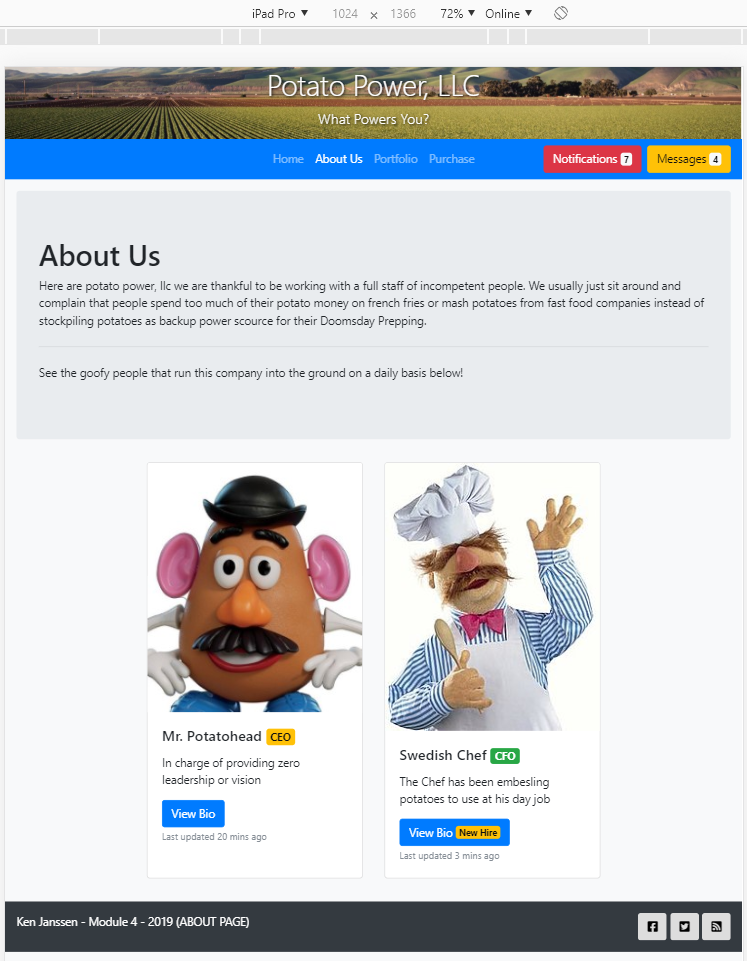 iPad Pro ▼ 1024 × 1366 72% ▼ Online ▼
Potato Power, LLC
What Powers You?
Home About Us Portfolio Purchase Notifications 7 Messages 4
About Us
Here are potato power, llc we are thankful to be working with a full staff of incompetent people. We usually just sit around and
complain that people spend too much of their potato money on french fries or mash potatoes from fast food companies instead of
stockpiling potatoes as backup power scource for their Doomsday Prepping.
See the goofy people that run this company into the ground on a daily basis below!
Mr. Potatohead CEO
In charge of providing zero
leadership or vision
View Bio
Last updated 20 mins ago
Swedish Chef CFO
The Chef has been embesling
potatoes to use at his day job
View Bio New Hire
Last updated 3 mins ago
Ken Janssen - Module 4 - 2019 (ABOUT PAGE)